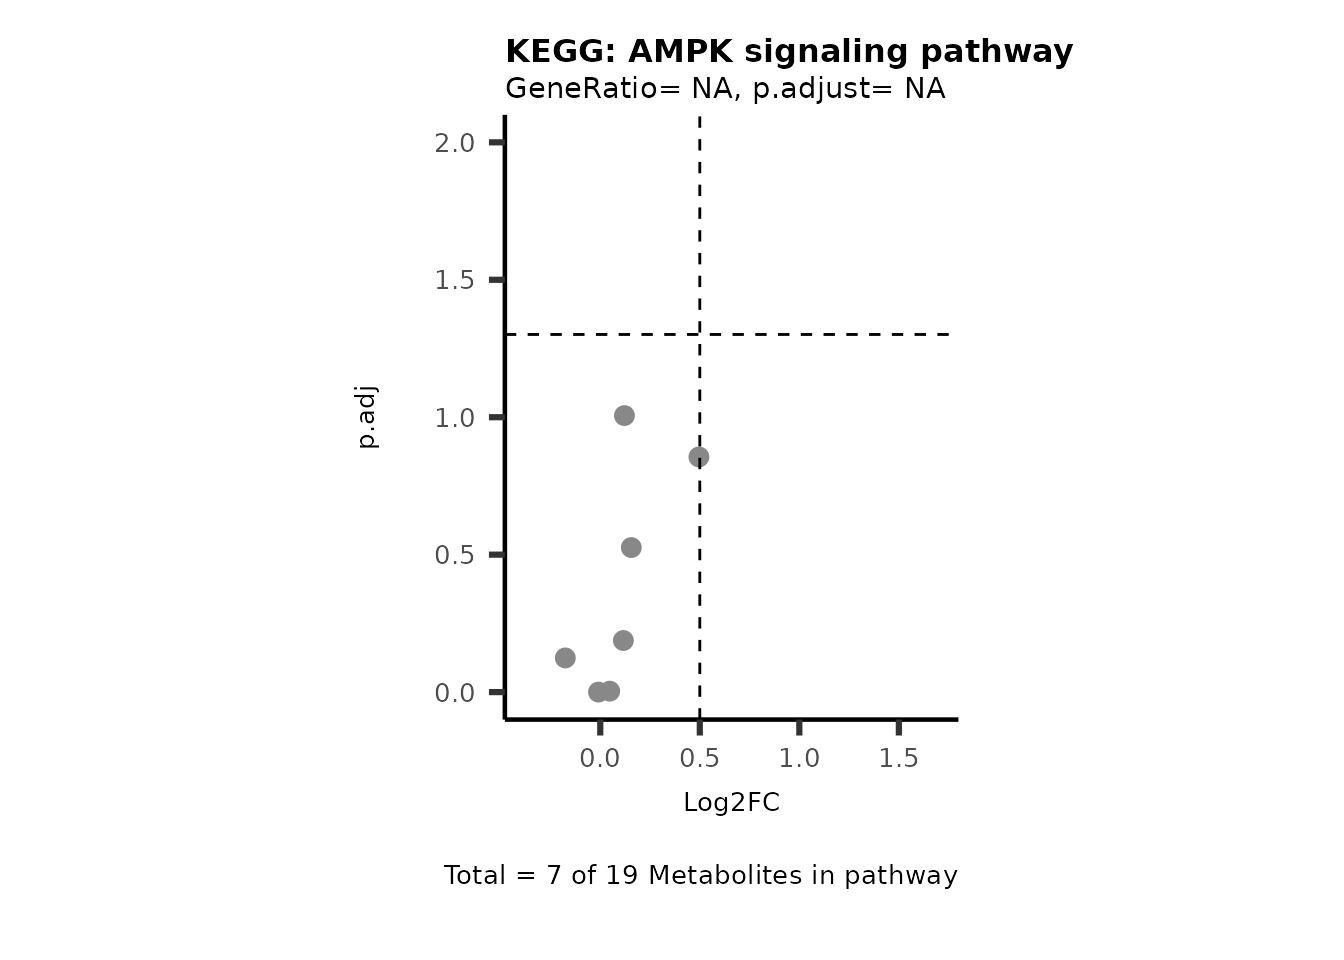 KEGG: AMPK signaling pathway
GeneRatio= NA, p.adjust= NA
2.0
1.5
1.0
0.5
0.0
p.adj
0.0 0.5 1.0 1.5
Log2FC
Total = 7 of 19 Metabolites in pathway